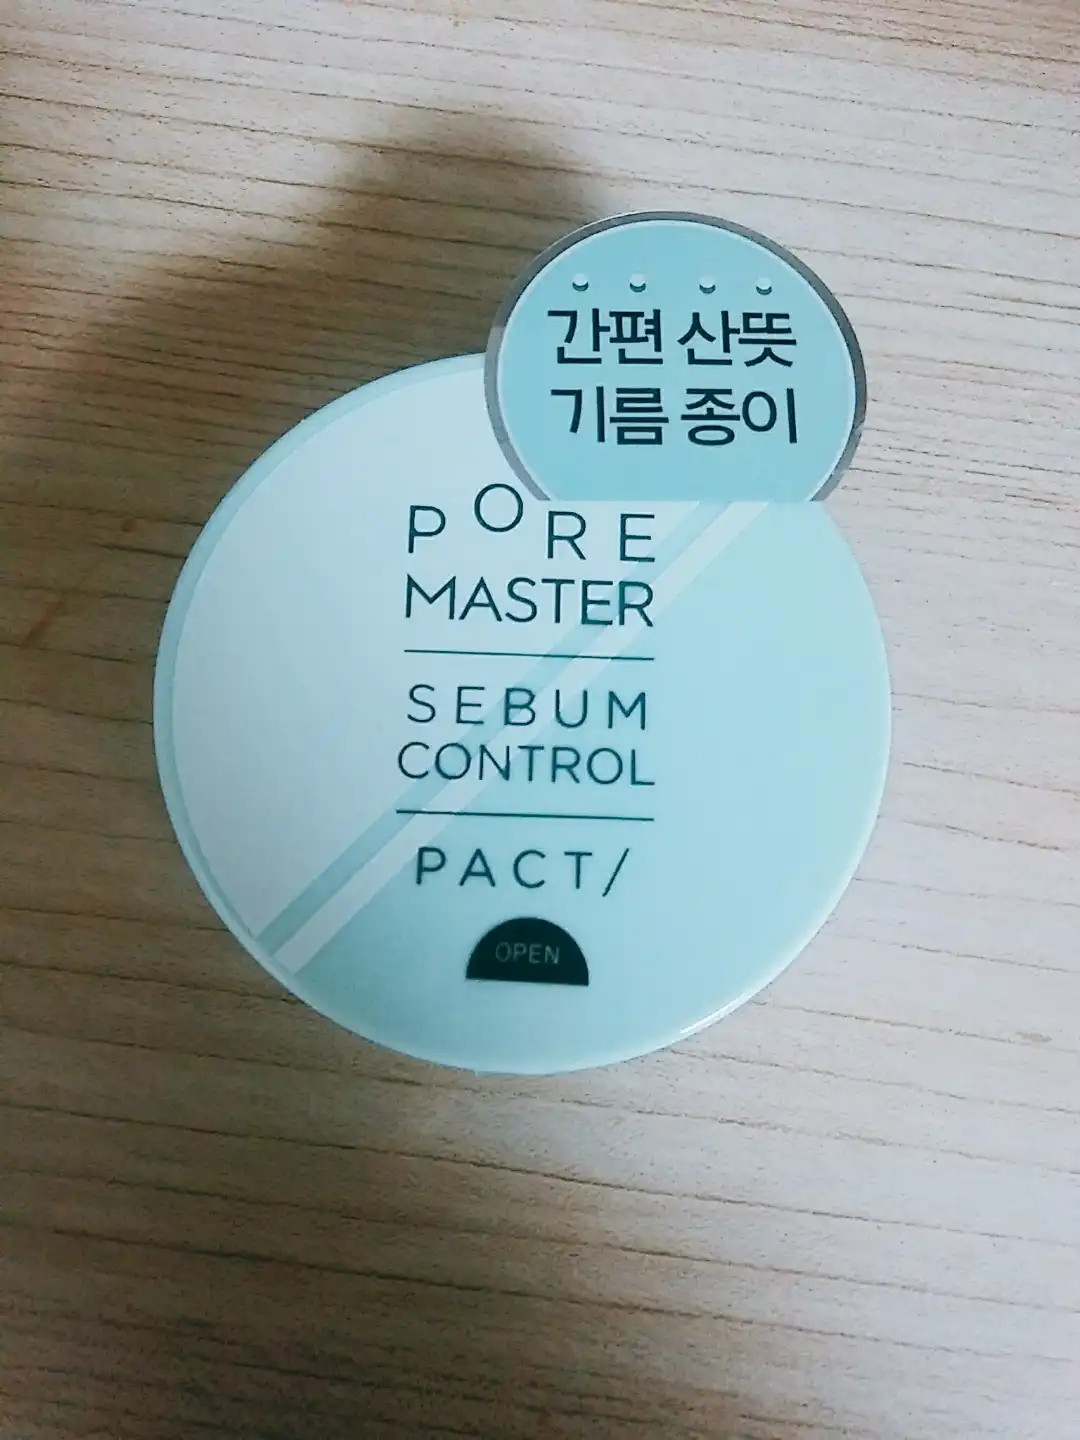 간편 산뜻
기름 종이
PORE
MASTER
SEBUM
CONTROL
PACT/
OPEN